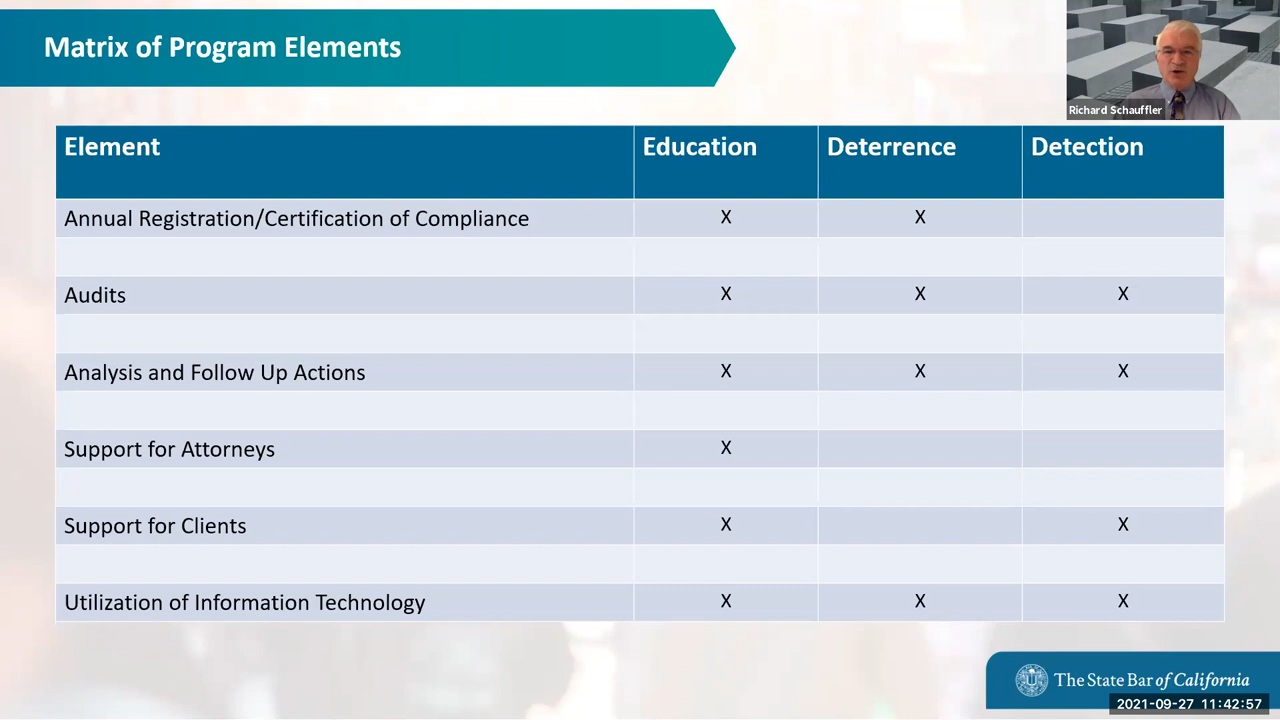 Matrix of Program Elements
Richard Schauffler
Element Education Deterrence Detection
Annual Registration/Certification of Compliance X X
Audits X X X
Analysis and Follow Up Actions X X X
Support for Attorneys X
Support for Clients X X
Utilization of Information Technology X X X
The State Bar of California
2021-09-27 11:42:57